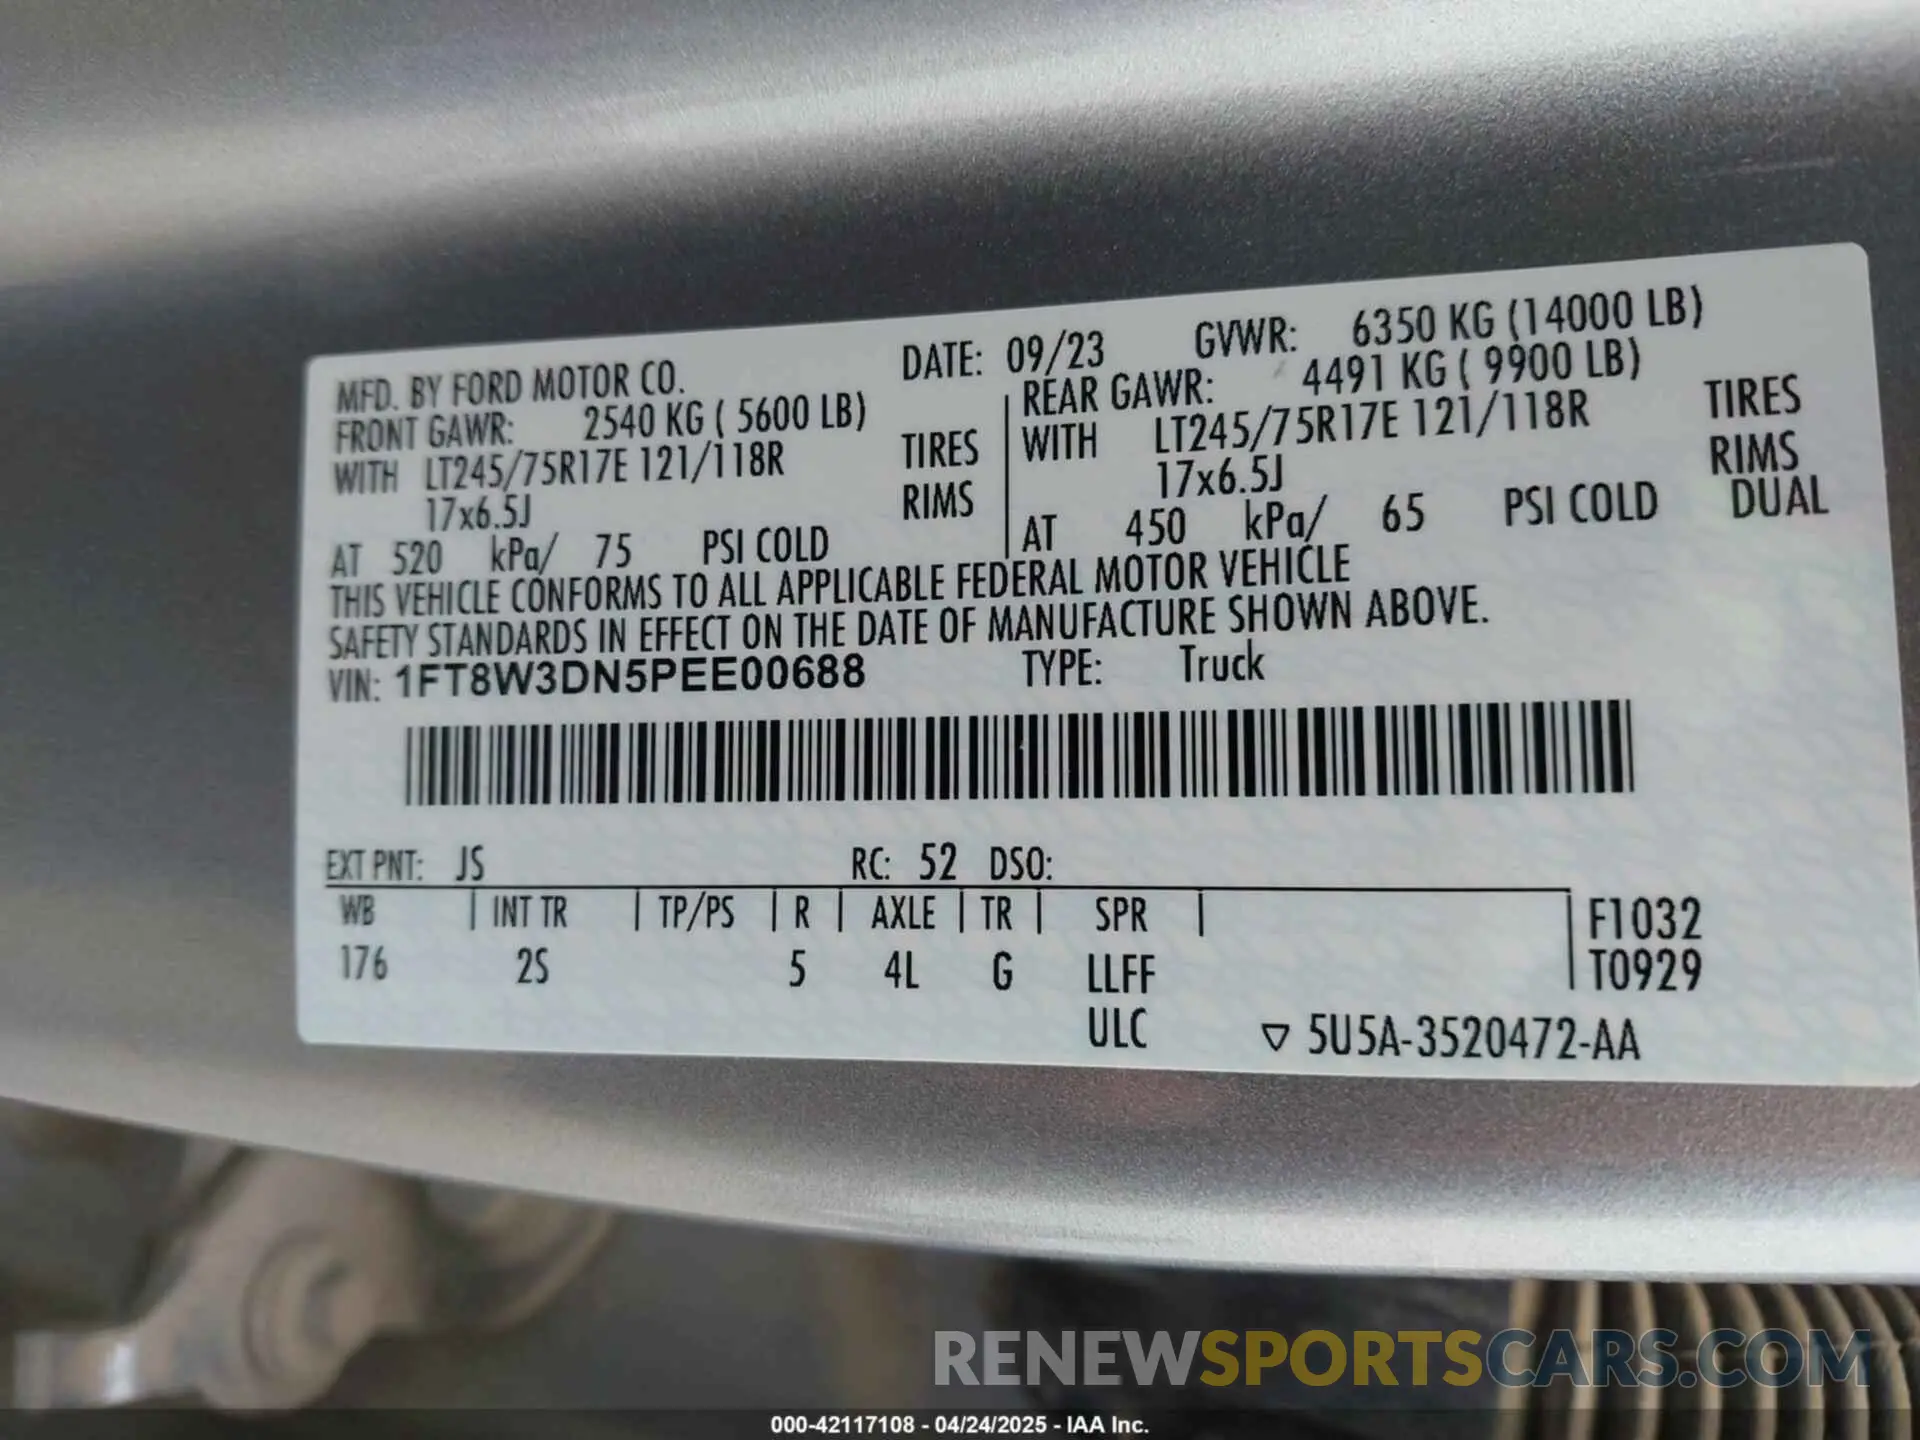 MFD. BY FORD MOTOR CO.
DATE: 09/23
GVWR: 6350 KG (14000 LB)
FRONT GAWR: 2540 KG ( 5600 LB)
REAR GAWR: 4491 KG ( 9900 LB)
WITH LT245/75R17E 121/118R TIRES
WITH LT245/75R17E 121/118R TIRES
17x6.5J RIMS
17x6.5J RIMS
AT 520 kPa/ 75 PSI COLD
AT 450 kPa/ 65 PSI COLD DUAL
THIS VEHICLE CONFORMS TO ALL APPLICABLE FEDERAL MOTOR VEHICLE
SAFETY STANDARDS IN EFFECT ON THE DATE OF MANUFACTURE SHOWN ABOVE.
VIN: 1FT8W3DN5PEE00688 TYPE: Truck
EXT PNT: JS RC: 52 DSO:
WB | INT TR | TP/PS | R | AXLE | TR | SPR | F1032
176 2S 5 4L G LLFF T0929
ULC ▽ 5U5A-3520472-AA
RENEWSPORTSCARS.COM
000-42117108 - 04/24/2025 - IAA Inc.